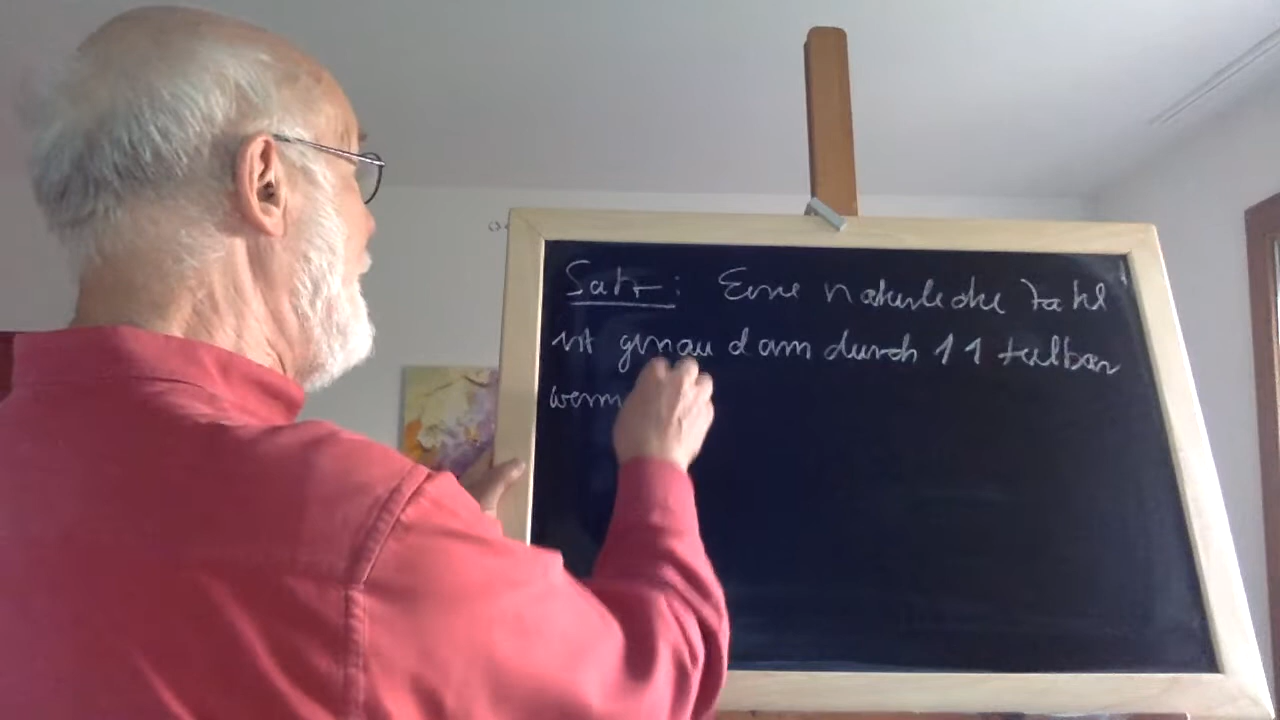 Satz: Eine natürliche Zahl
ist genau dann durch 11 teilbar
wenn